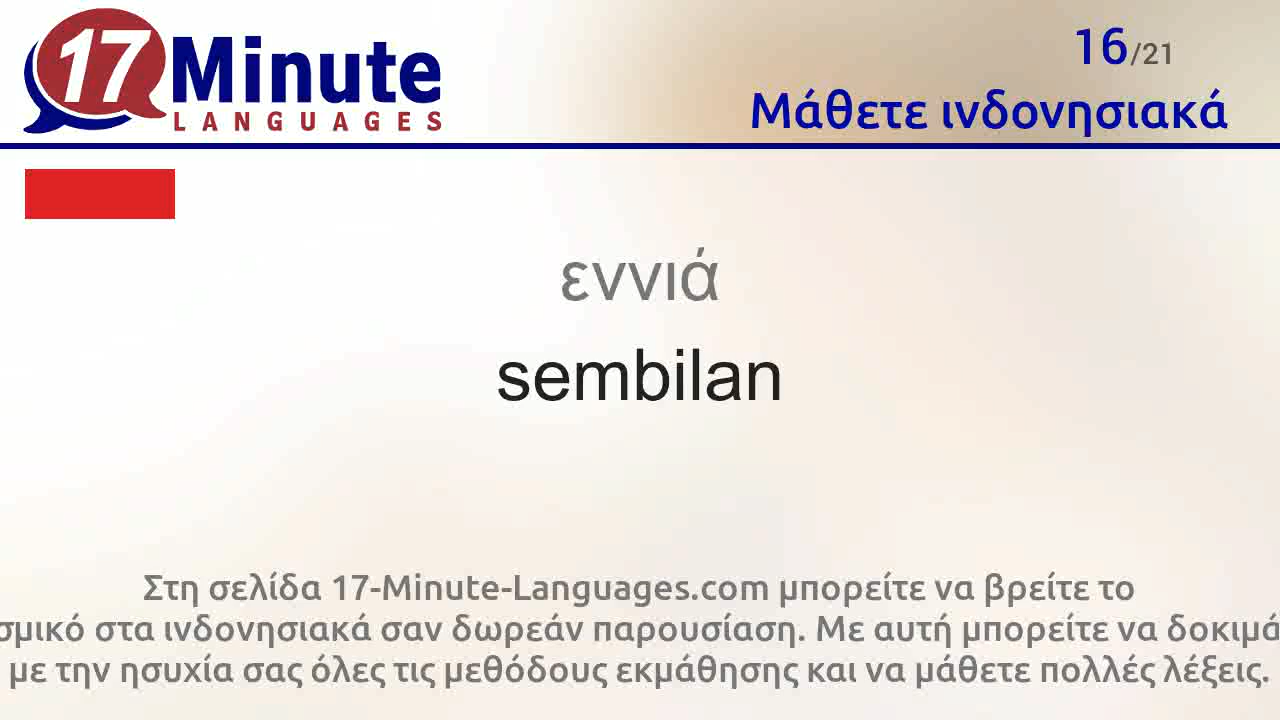 17 Minute
LANGUAGES
16/21
Μάθετε ινδονησιακά
εννιά
sembilan
Στη σελίδα 17-Minute-Languages.com μπορείτε να βρείτε το
σμικό στα ινδονησιακά σαν δωρεάν παρουσίαση. Με αυτή μπορείτε να δοκιμά
με την ησυχία σας όλες τις μεθόδους εκμάθησης και να μάθετε πολλές λέξεις.